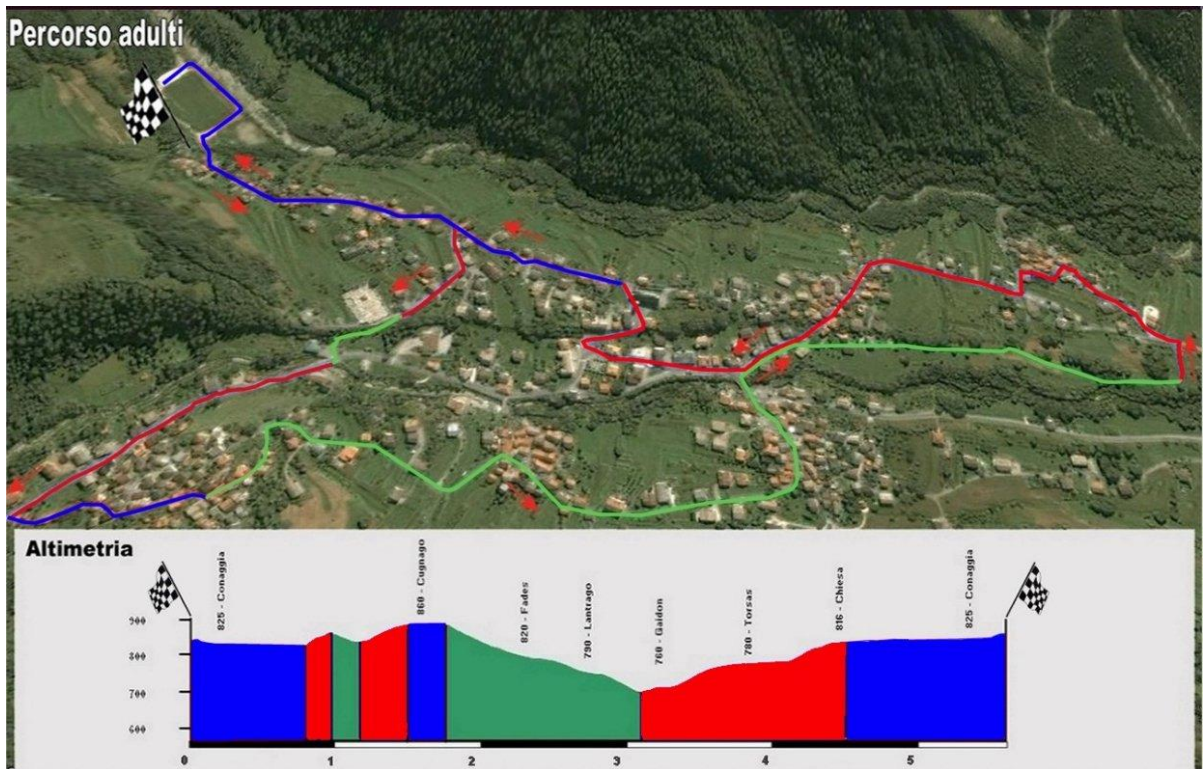 Percorso adulti
Altimetria
825 - Conaggia
860 - Cugnago
820 - Fades
790 - Lantrago
760 - Gaidon
780 - Torsas
816 - Chiesa
825 - Conaggia
900
800
700
600
0
1
2
3
4
5